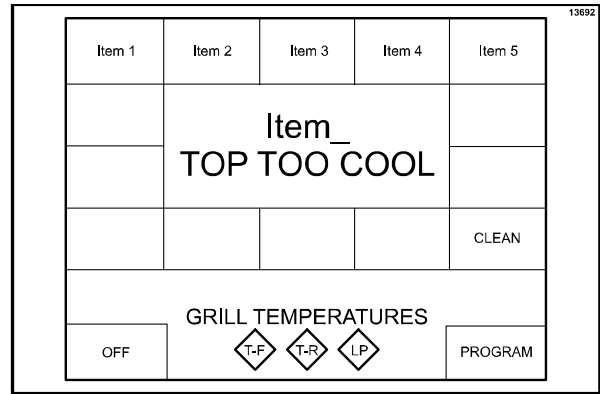 13692
Item 1 Item 2 Item 3 Item 4 Item 5
Item_
TOP TOO COOL
CLEAN
GRILL TEMPERATURES
OFF T-F T-R LP PROGRAM